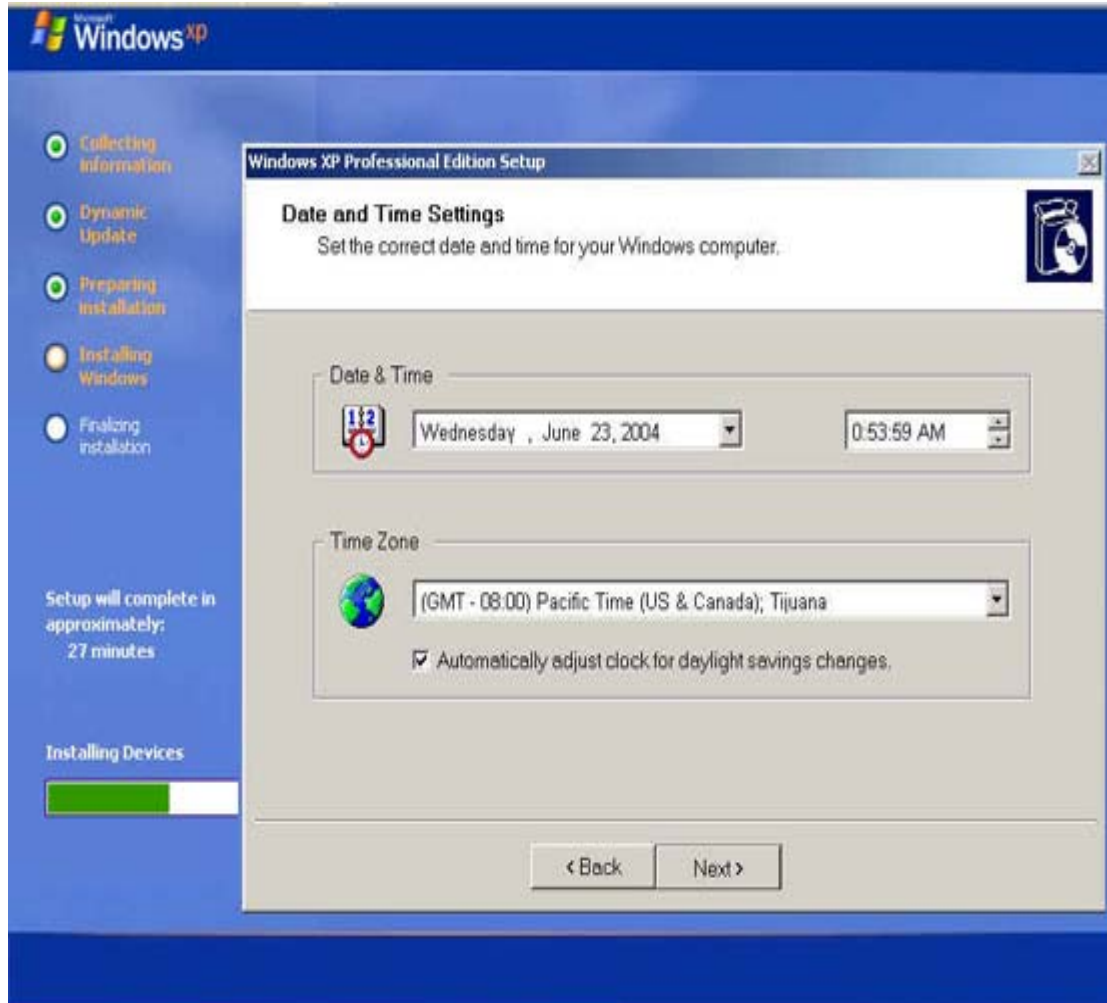 Microsoft
Windows xp
Collecting
information
Dynamic
Update
Preparing
installation
Installing
Windows
Finalizing
installation
Setup will complete in
approximately:
27 minutes
Installing Devices
Windows XP Professional Edition Setup
Date and Time Settings
Set the correct date and time for your Windows computer.
Date & Time
12
Wednesday , June 23, 2004
0:53:59 AM
Time Zone
(GMT - 08:00) Pacific Time (US & Canada); Tijuana
Automatically adjust clock for daylight savings changes.
< Back
Next >